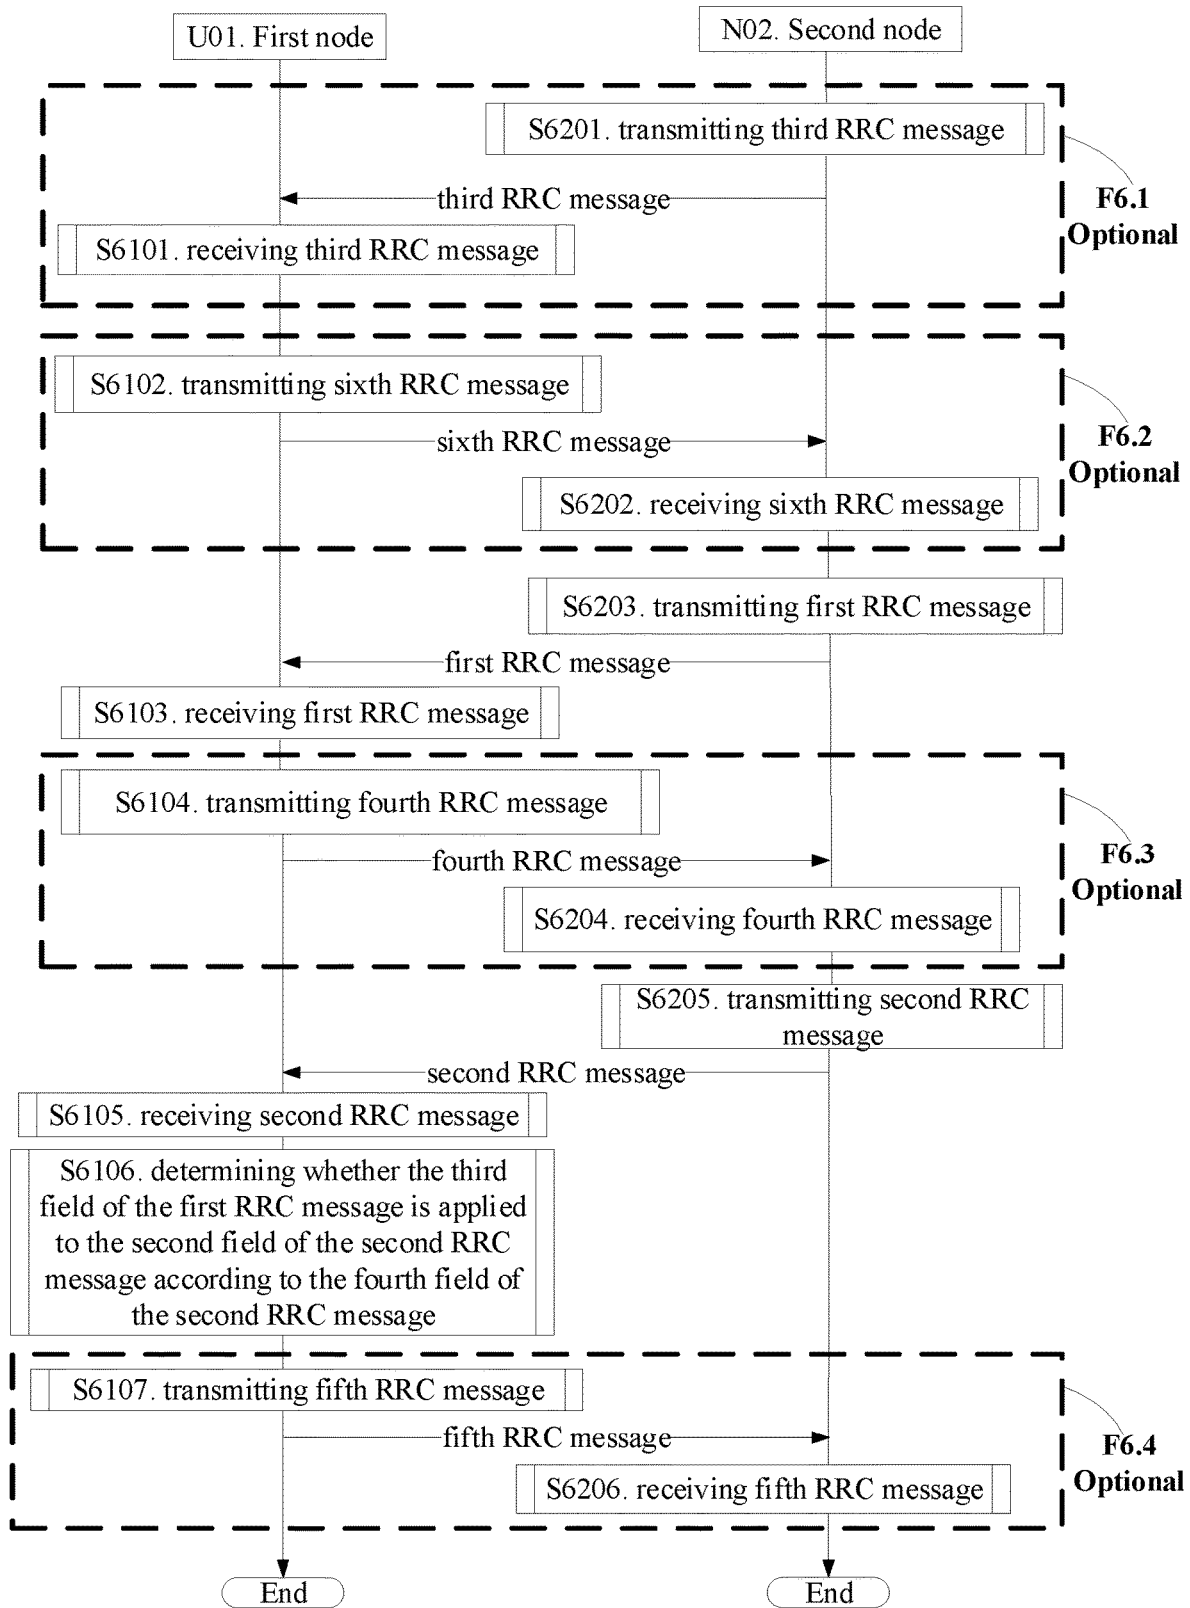 U01. First node
N02. Second node
S6201. transmitting third RRC message
third RRC message
F6.1
Optional
S6101. receiving third RRC message
S6102. transmitting sixth RRC message
sixth RRC message
F6.2
Optional
S6202. receiving sixth RRC message
S6203. transmitting first RRC message
first RRC message
S6103. receiving first RRC message
S6104. transmitting fourth RRC message
fourth RRC message
F6.3
Optional
S6204. receiving fourth RRC message
S6205. transmitting second RRC
message
second RRC message
S6105. receiving second RRC message
S6106. determining whether the third
field of the first RRC message is applied
to the second field of the second RRC
message according to the fourth field of
the second RRC message
S6107. transmitting fifth RRC message
fifth RRC message
F6.4
Optional
S6206. receiving fifth RRC message
End
End